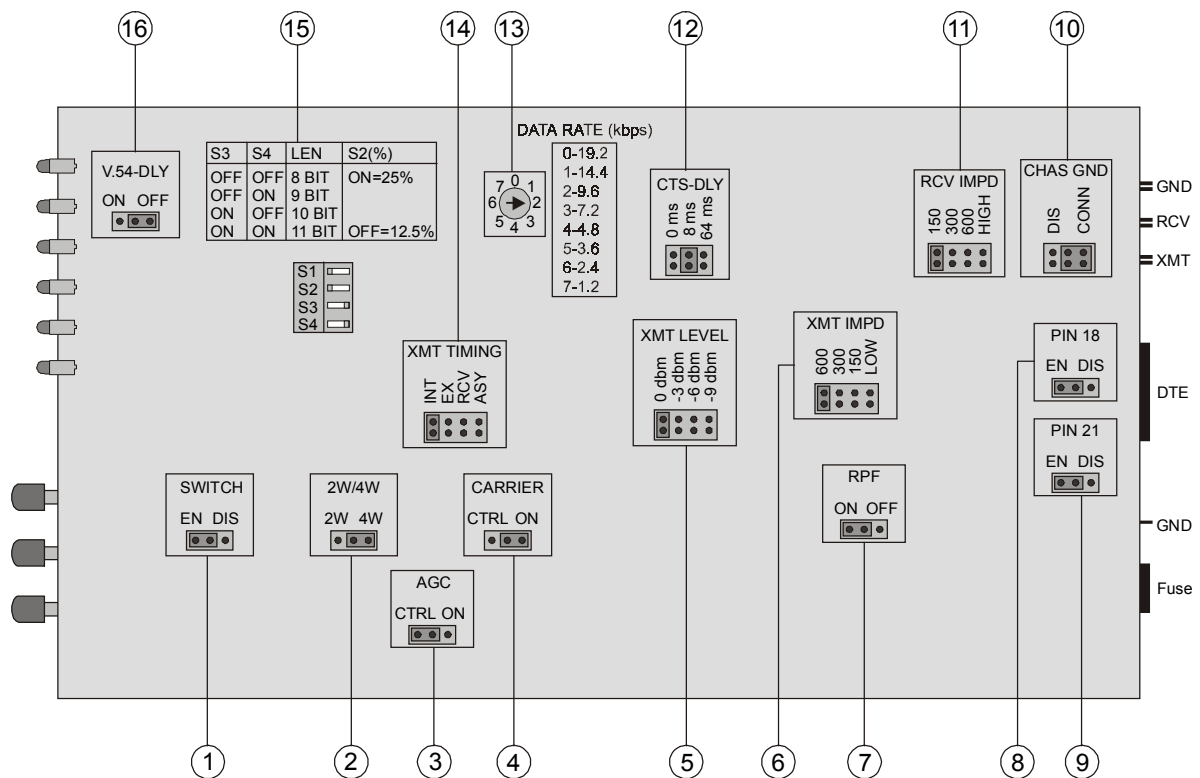 16 15 14 13 12 11 10
DATA RATE (kbps)
0-19.2
1-14.4
2-9.6
3-7.2
4-4.8
5-3.6
6-2.4
7-1.2
V.54-DLY
ON OFF
S3 S4 LEN S2(%)
OFF OFF 8 BIT ON=25%
OFF ON 9 BIT
ON OFF 10 BIT
ON ON 11 BIT OFF=12.5%
0 1 2 3 4 5 6 7
CTS-DLY
0 ms
8 ms
64 ms
RCV IMPD
150
300
600
HIGH
CHAS GND
DIS
CONN
GND
RCV
XMT
S1
S2
S3
S4
XMT TIMING
INT
EX
RCV
ASY
XMT LEVEL
0 dbm
-3 dbm
-6 dbm
-9 dbm
XMT IMPD
600
300
150
LOW
PIN 18
EN DIS
DTE
PIN 21
EN DIS
SWITCH
EN DIS
2W/4W
2W 4W
CARRIER
CTRL ON
RPF
ON OFF
GND
AGC
CTRL ON
Fuse
1 2 3 4 5 6 7 8 9